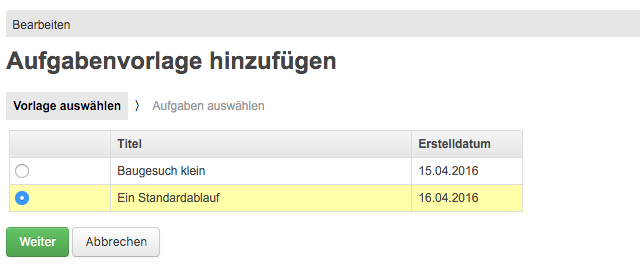 Bearbeiten
Aufgabenvorlage hinzufügen
Vorlage auswählen 〉 Aufgaben auswählen
Titel Erstelldatum
Baugesuch klein 15.04.2016
Ein Standardablauf 16.04.2016
Weiter Abbrechen